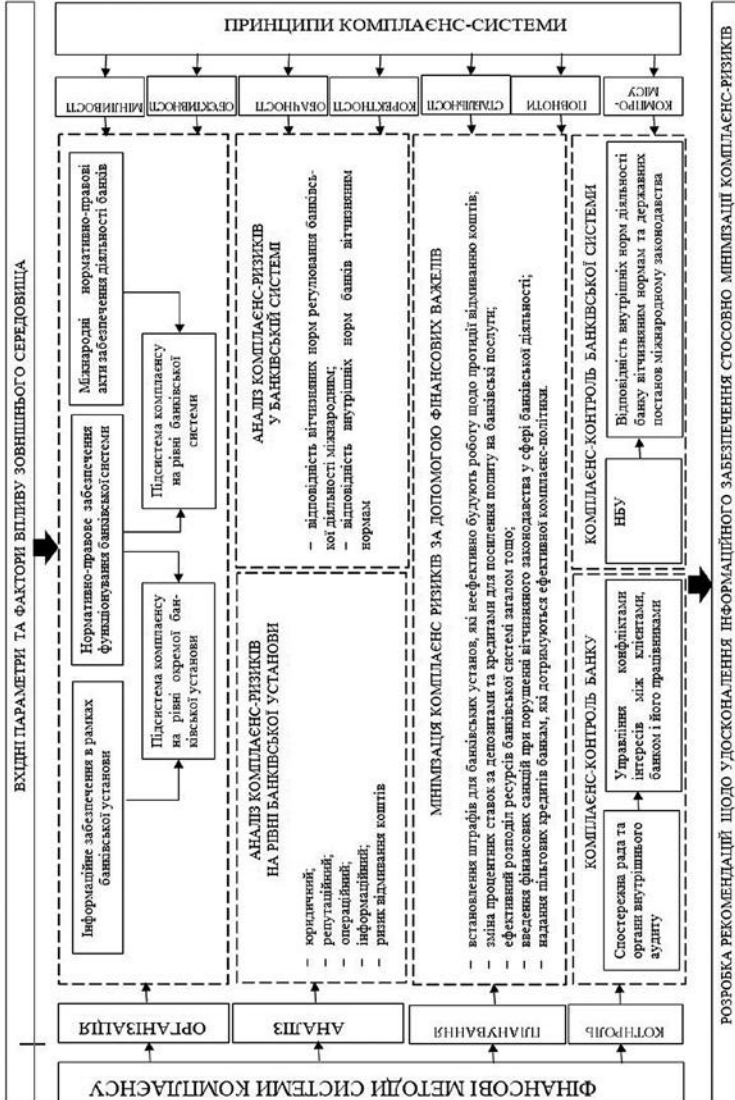 ВХІДНІ ПАРАМЕТРИ ТА ФАКТОРИ ВПЛИВУ ЗОВНІШНЬОГО СЕРЕДОВИЩА
ФІНАНСОВІ МЕТОДИ СИСТЕМИ КОМПЛАЄНСУ
ОРГАНІЗАЦІЯ
Інформаційне забезпечення в рамках
банківської установи
Нормативно-правове забезпечення
функціонування банківської системи
Міжнародні нормативно-правові
акти забезпечення діяльності банків
Підсистема комплаєнсу
на рівні окремої бан-
ківської установи
Підсистема комплаєнсу
на рівні банківської
системи
АНАЛІЗ
АНАЛІЗ КОМПЛАЄНС-РИЗИКІВ
НА РІВНІ БАНКІВСЬКОЇ УСТАНОВИ
– юридичний;
– репутаційний;
– операційний;
– інформаційний;
– ризик відмивання коштів
АНАЛІЗ КОМПЛАЄНС-РИЗИКІВ
У БАНКІВСЬКІЙ СИСТЕМІ
– відповідність вітчизняних норм регулювання банківсь-
кої діяльності міжнародним;
– відповідність внутрішніх норм банків вітчизняним
нормам
ПЛАНУВАННЯ
МІНІМІЗАЦІЯ КОМПЛАЄНС РИЗИКІВ ЗА ДОПОМОГОЮ ФІНАНСОВИХ ВАЖЕЛІВ
– встановлення штрафів для банківських установ, які неефективно будують роботу щодо протидії відмиванню коштів;
– зміна процентних ставок за депозитами та кредитами для посилення попиту на банківські послуги;
– ефективний розподіл ресурсів банківської системі загалом тощо;
– введення фінансових санкцій при порушенні вітчизняного законодавства у сфері банківської діяльності;
– надання пільгових кредитів банкам, які дотримуються ефективної комплаєнс-політики.
КОТНРОЛЬ
КОМПЛАЄНС-КОНТРОЛЬ БАНКУ
Спостережна рада та
органи внутрішнього
аудиту
Управління конфліктами
інтересів між клієнтами,
банком і його працівниками
КОМПЛАЄНС-КОНТРОЛЬ БАНКІВСЬКОЇ СИСТЕМИ
НБУ
Відповідність внутрішніх норм діяльності
банку вітчизняним нормам та державних
постанов міжнародному законодавства
МІНЛИВОСТІ
ОБ'ЄКТИВНОСТІ
ОБАЧНОСТІ
КОРЕКТНОСТІ
СТАБІЛЬНОСТІ
ПОВНОТИ
КОМПРО-
МІСУ
ПРИНЦИПИ КОМПЛАЄНС-СИСТЕМИ
РОЗРОБКА РЕКОМЕНДАЦІЙ ЩОДО УДОСКОНАЛЕННЯ ІНФОРМАЦІЙНОГО ЗАБЕЗПЕЧЕННЯ СТОСОВНО МІНІМІЗАЦІЇ КОМПЛАЄНС-РИЗИКІВ